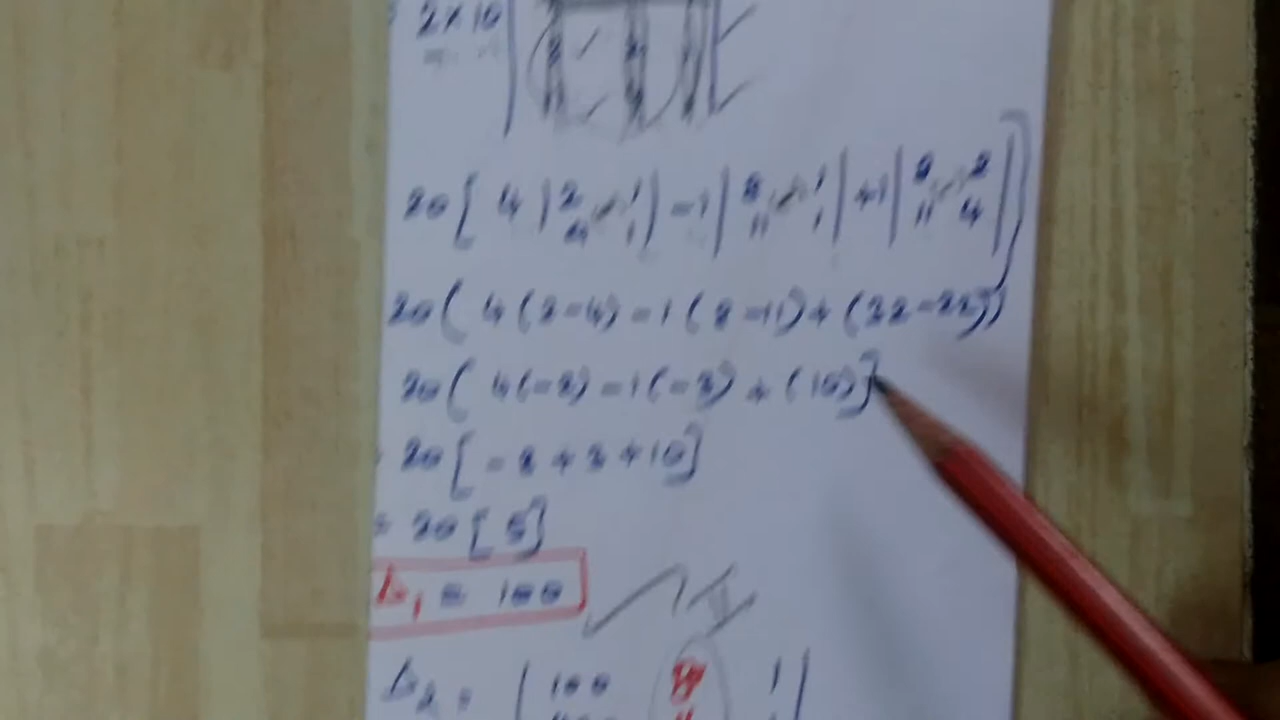 2 × 10
20 [ 4 | 2 1 4 1 | - 1 | 8 1 11 1 | + 1 | 8 2 11 4 | ]
20 ( 4 (2-4) - 1 (8-11) + (32-22) )
20 ( 4(-2) - 1(-3) + (10) ]
20 [ -8 + 3 + 10 ]
= 20 [ 5 ]
Δ₁ = 100
Δ₂ = | 100 1 |